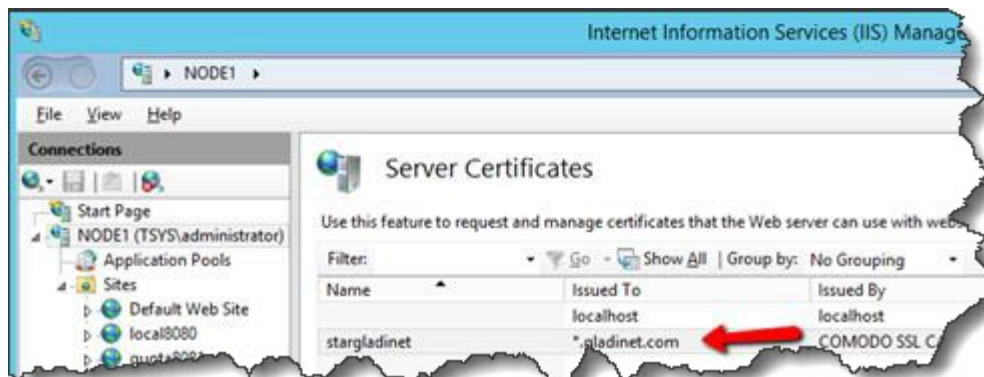 Internet Information Services (IIS) Manage
NODE1
File View Help
Connections
Server Certificates
Start Page
Use this feature to request and manage certificates that the Web server can use with web
NODE1 (TSYS\administrator)
Application Pools
Filter: Go Show All Group by: No Grouping
Sites
Name Issued To Issued By
Default Web Site
localhost localhost
local8080
stargladinet *.gladinet.com COMODO SSL C